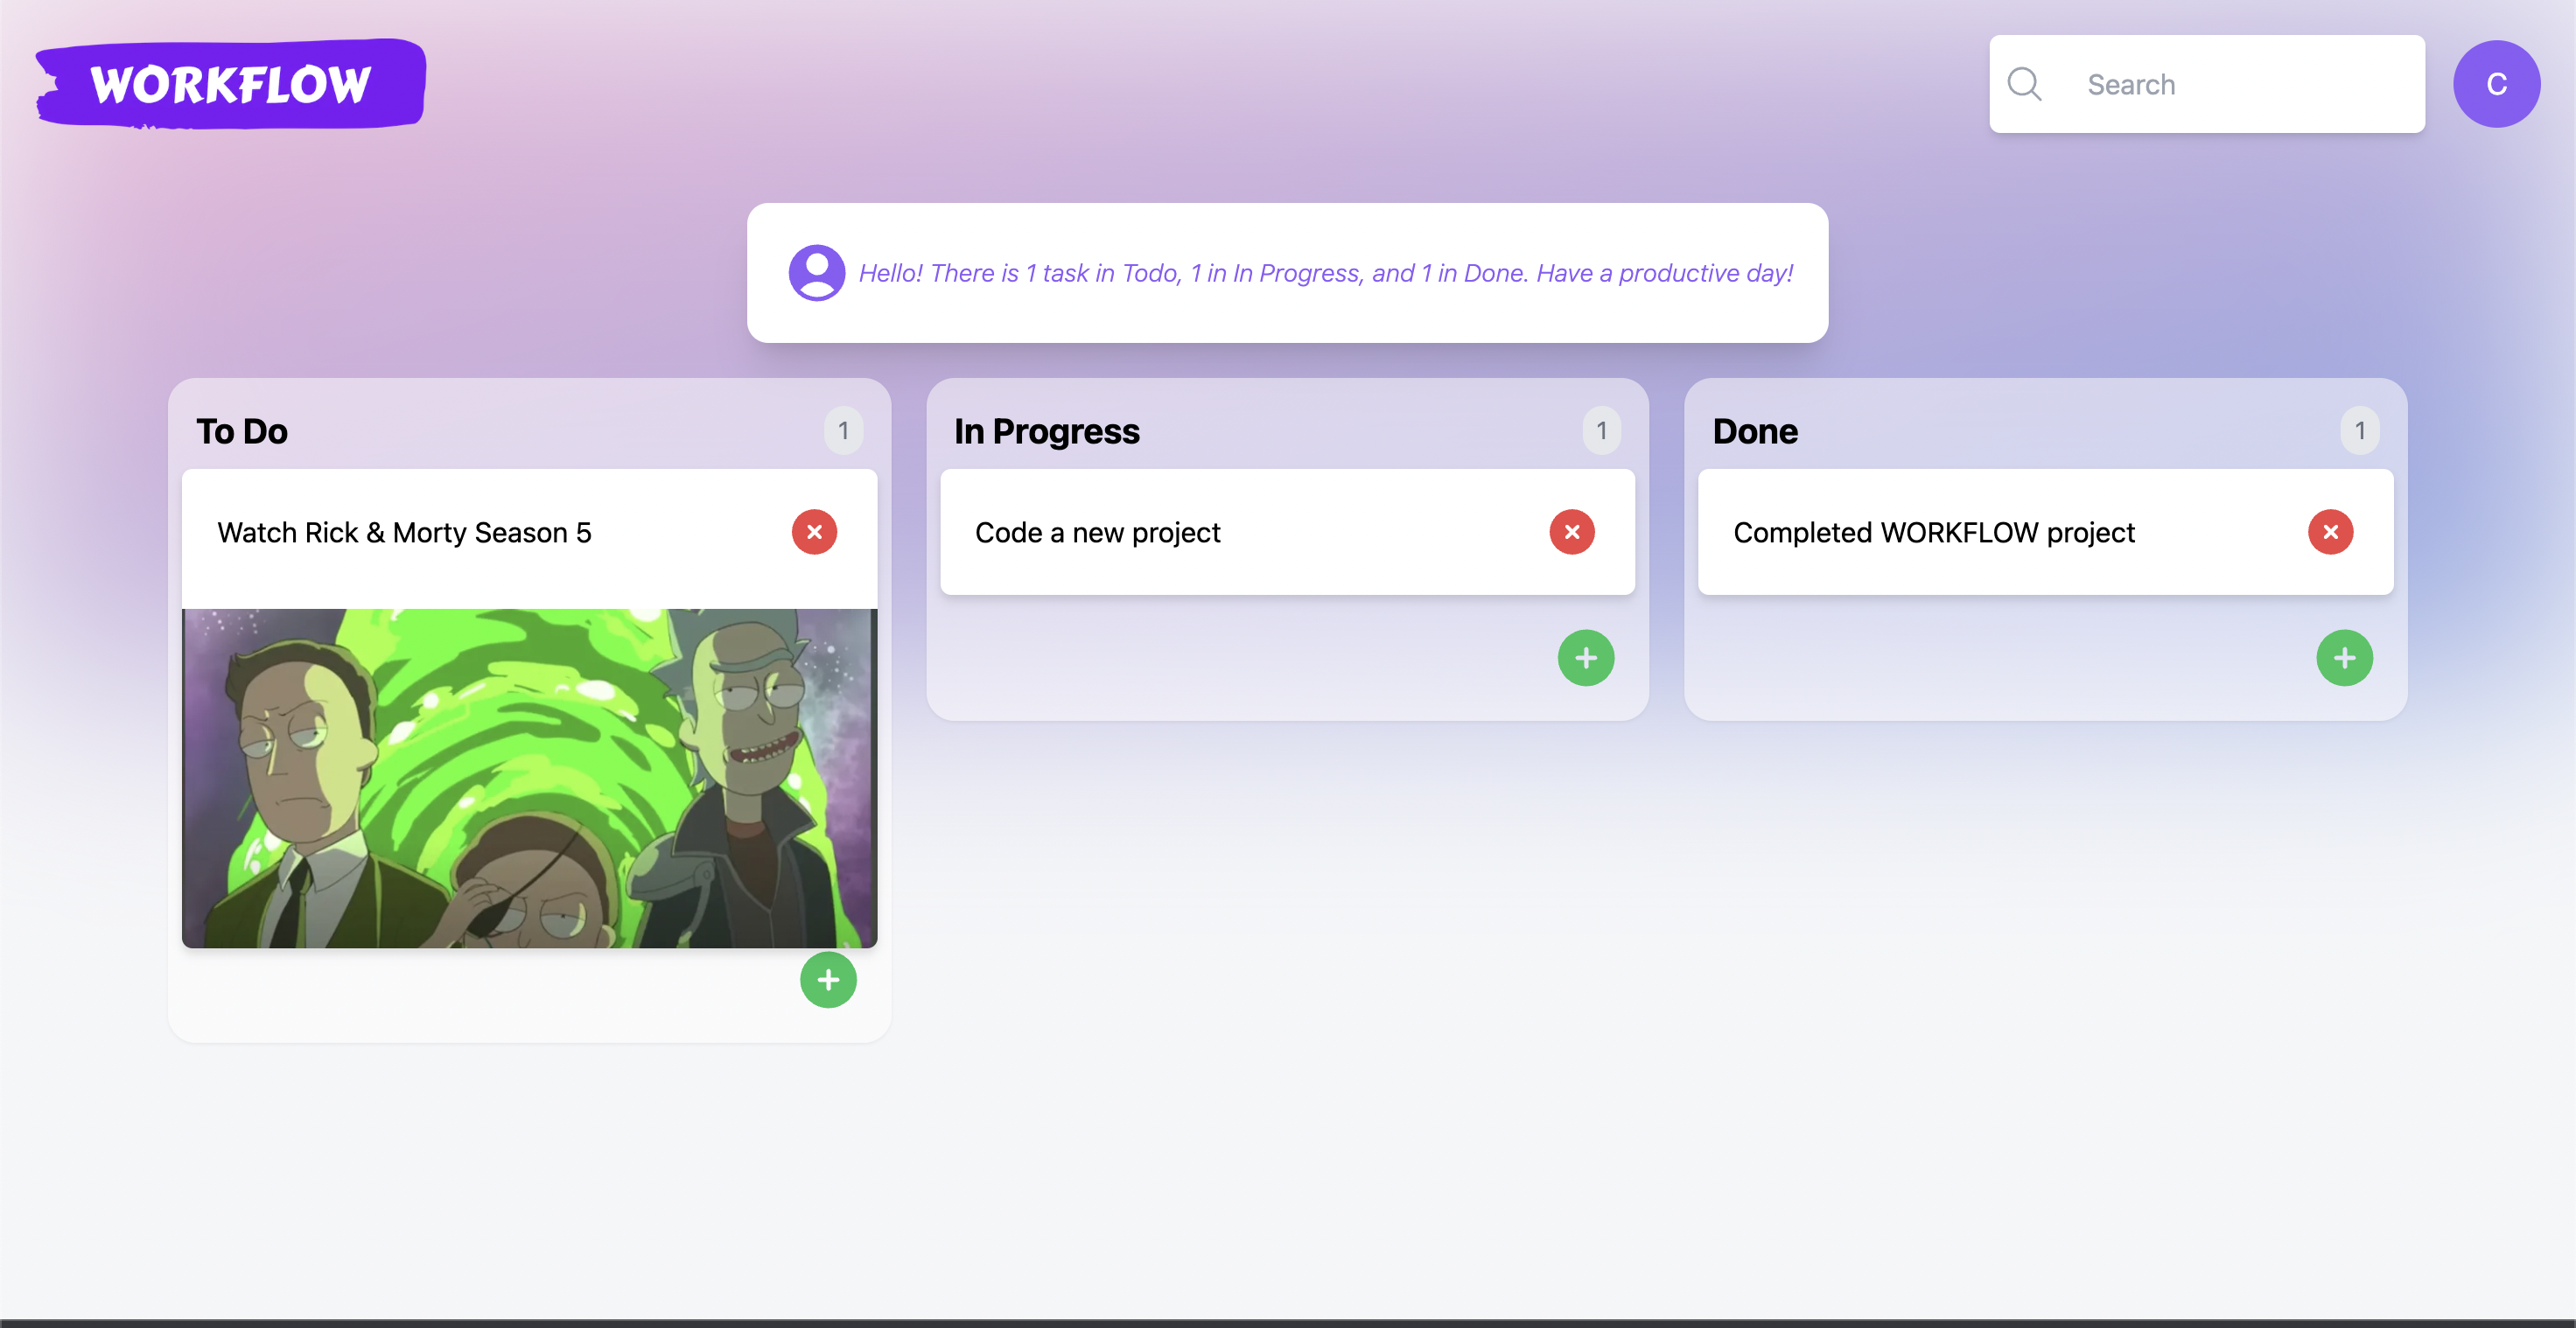 WORKFLOW
Search
C
Hello! There is 1 task in Todo, 1 in In Progress, and 1 in Done. Have a productive day!
To Do
1
Watch Rick & Morty Season 5
In Progress
1
Code a new project
Done
1
Completed WORKFLOW project